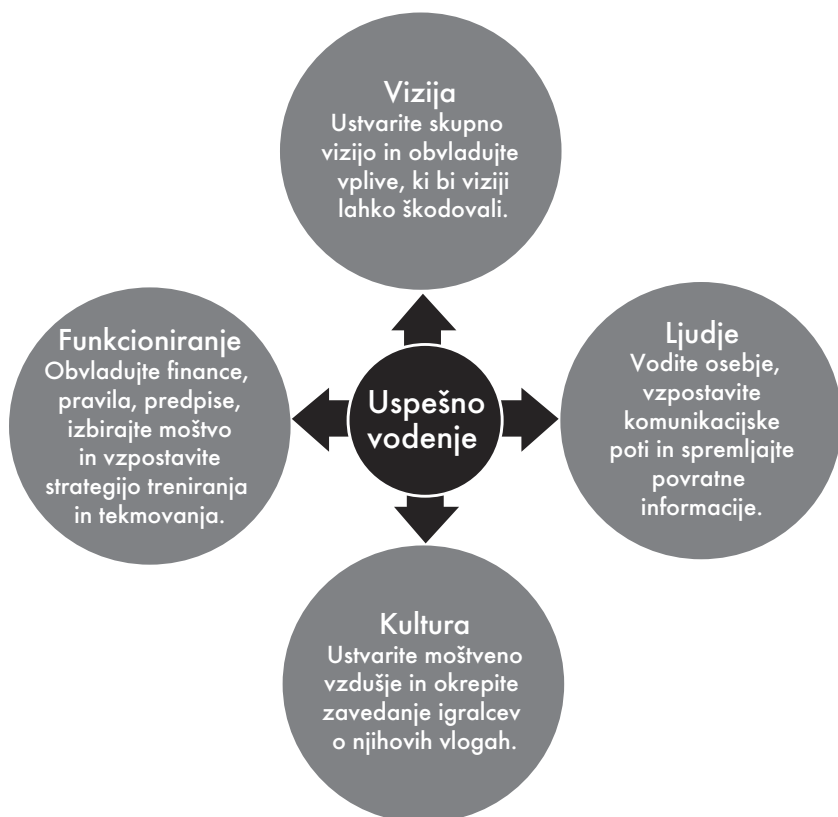 Vizija
Ustvarite skupno
vizijo in obvladujte
vplive, ki bi viziji
lahko škodovali.
Funkcioniranje
Obvladujte finance,
pravila, predpise,
izbirajte moštvo
in vzpostavite
strategijo treniranja
in tekmovanja.
Uspešno
vodenje
Ljudje
Vodite osebje,
vzpostavite
komunikacijske
poti in spremljajte
povratne
informacije.
Kultura
Ustvarite moštveno
vzdušje in okrepite
zavedanje igralcev
o njihovih vlogah.